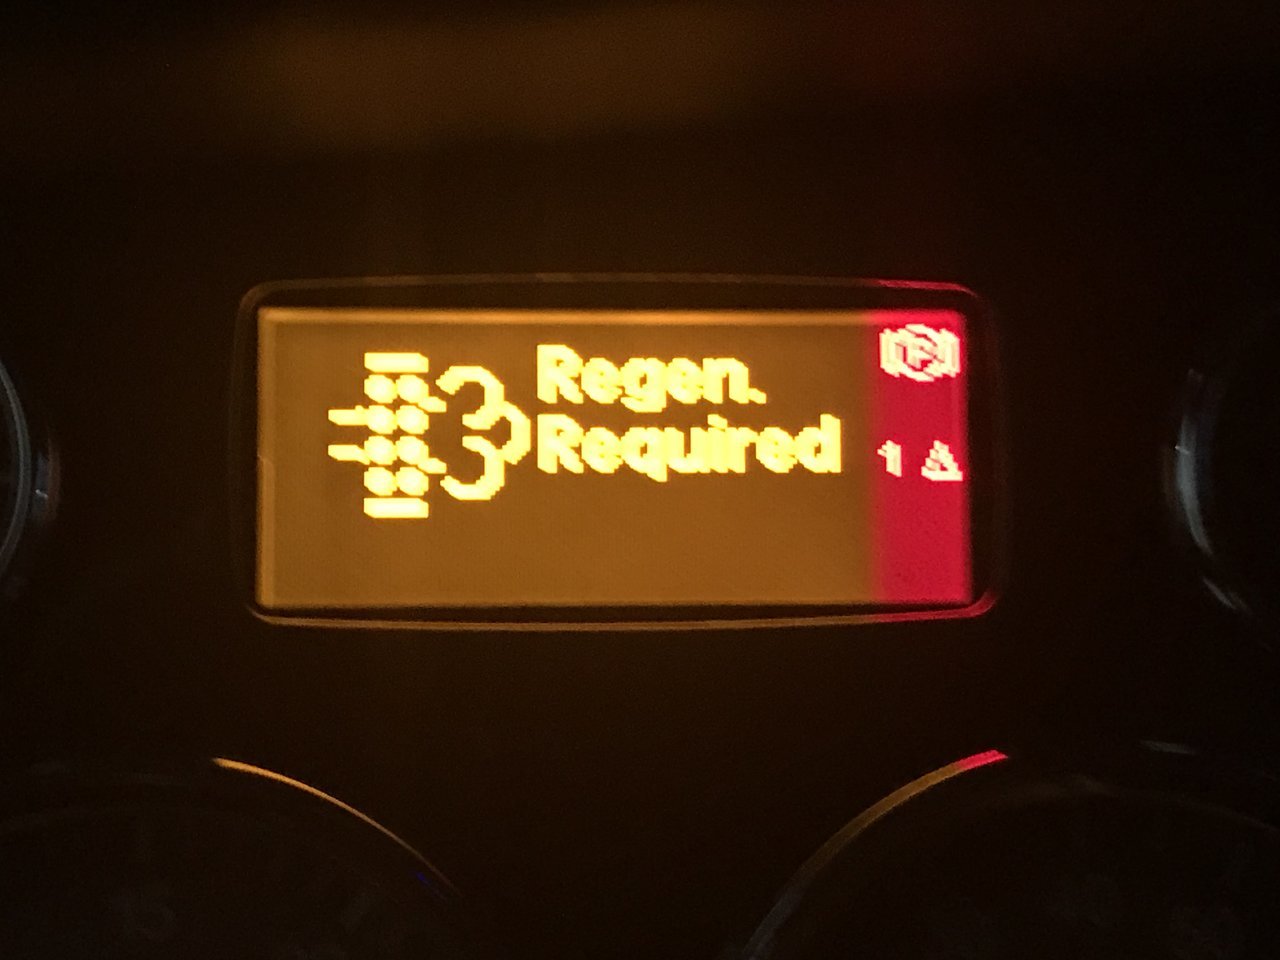 Regen.
Required
(P)
1